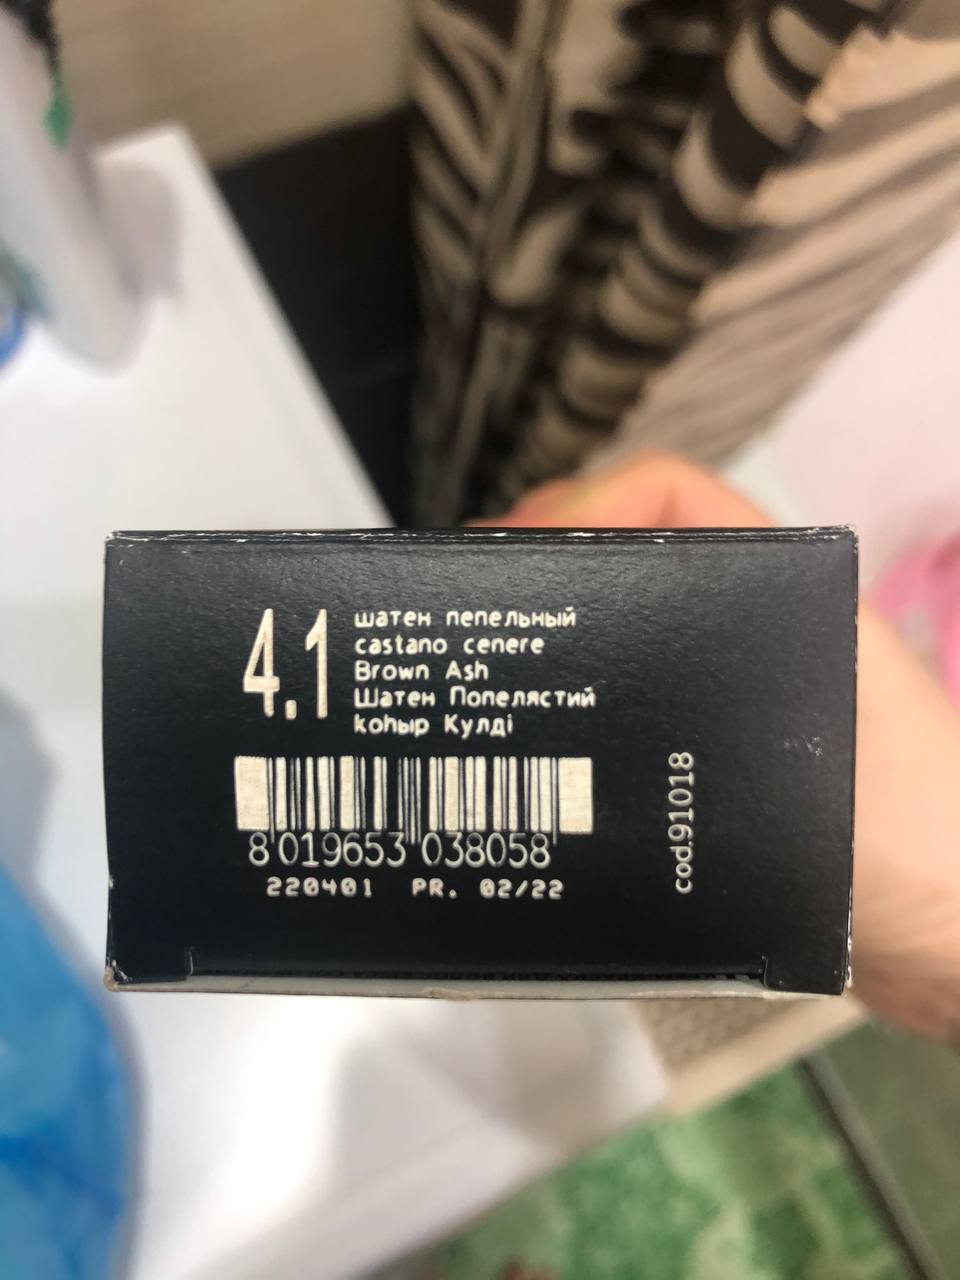 4.1
шатен пепельный
castano cenere
Brown Ash
Шатен Попелястий
қоңыр Күлді
8 019653 038058
220401 PR. 02/22
cod.91018